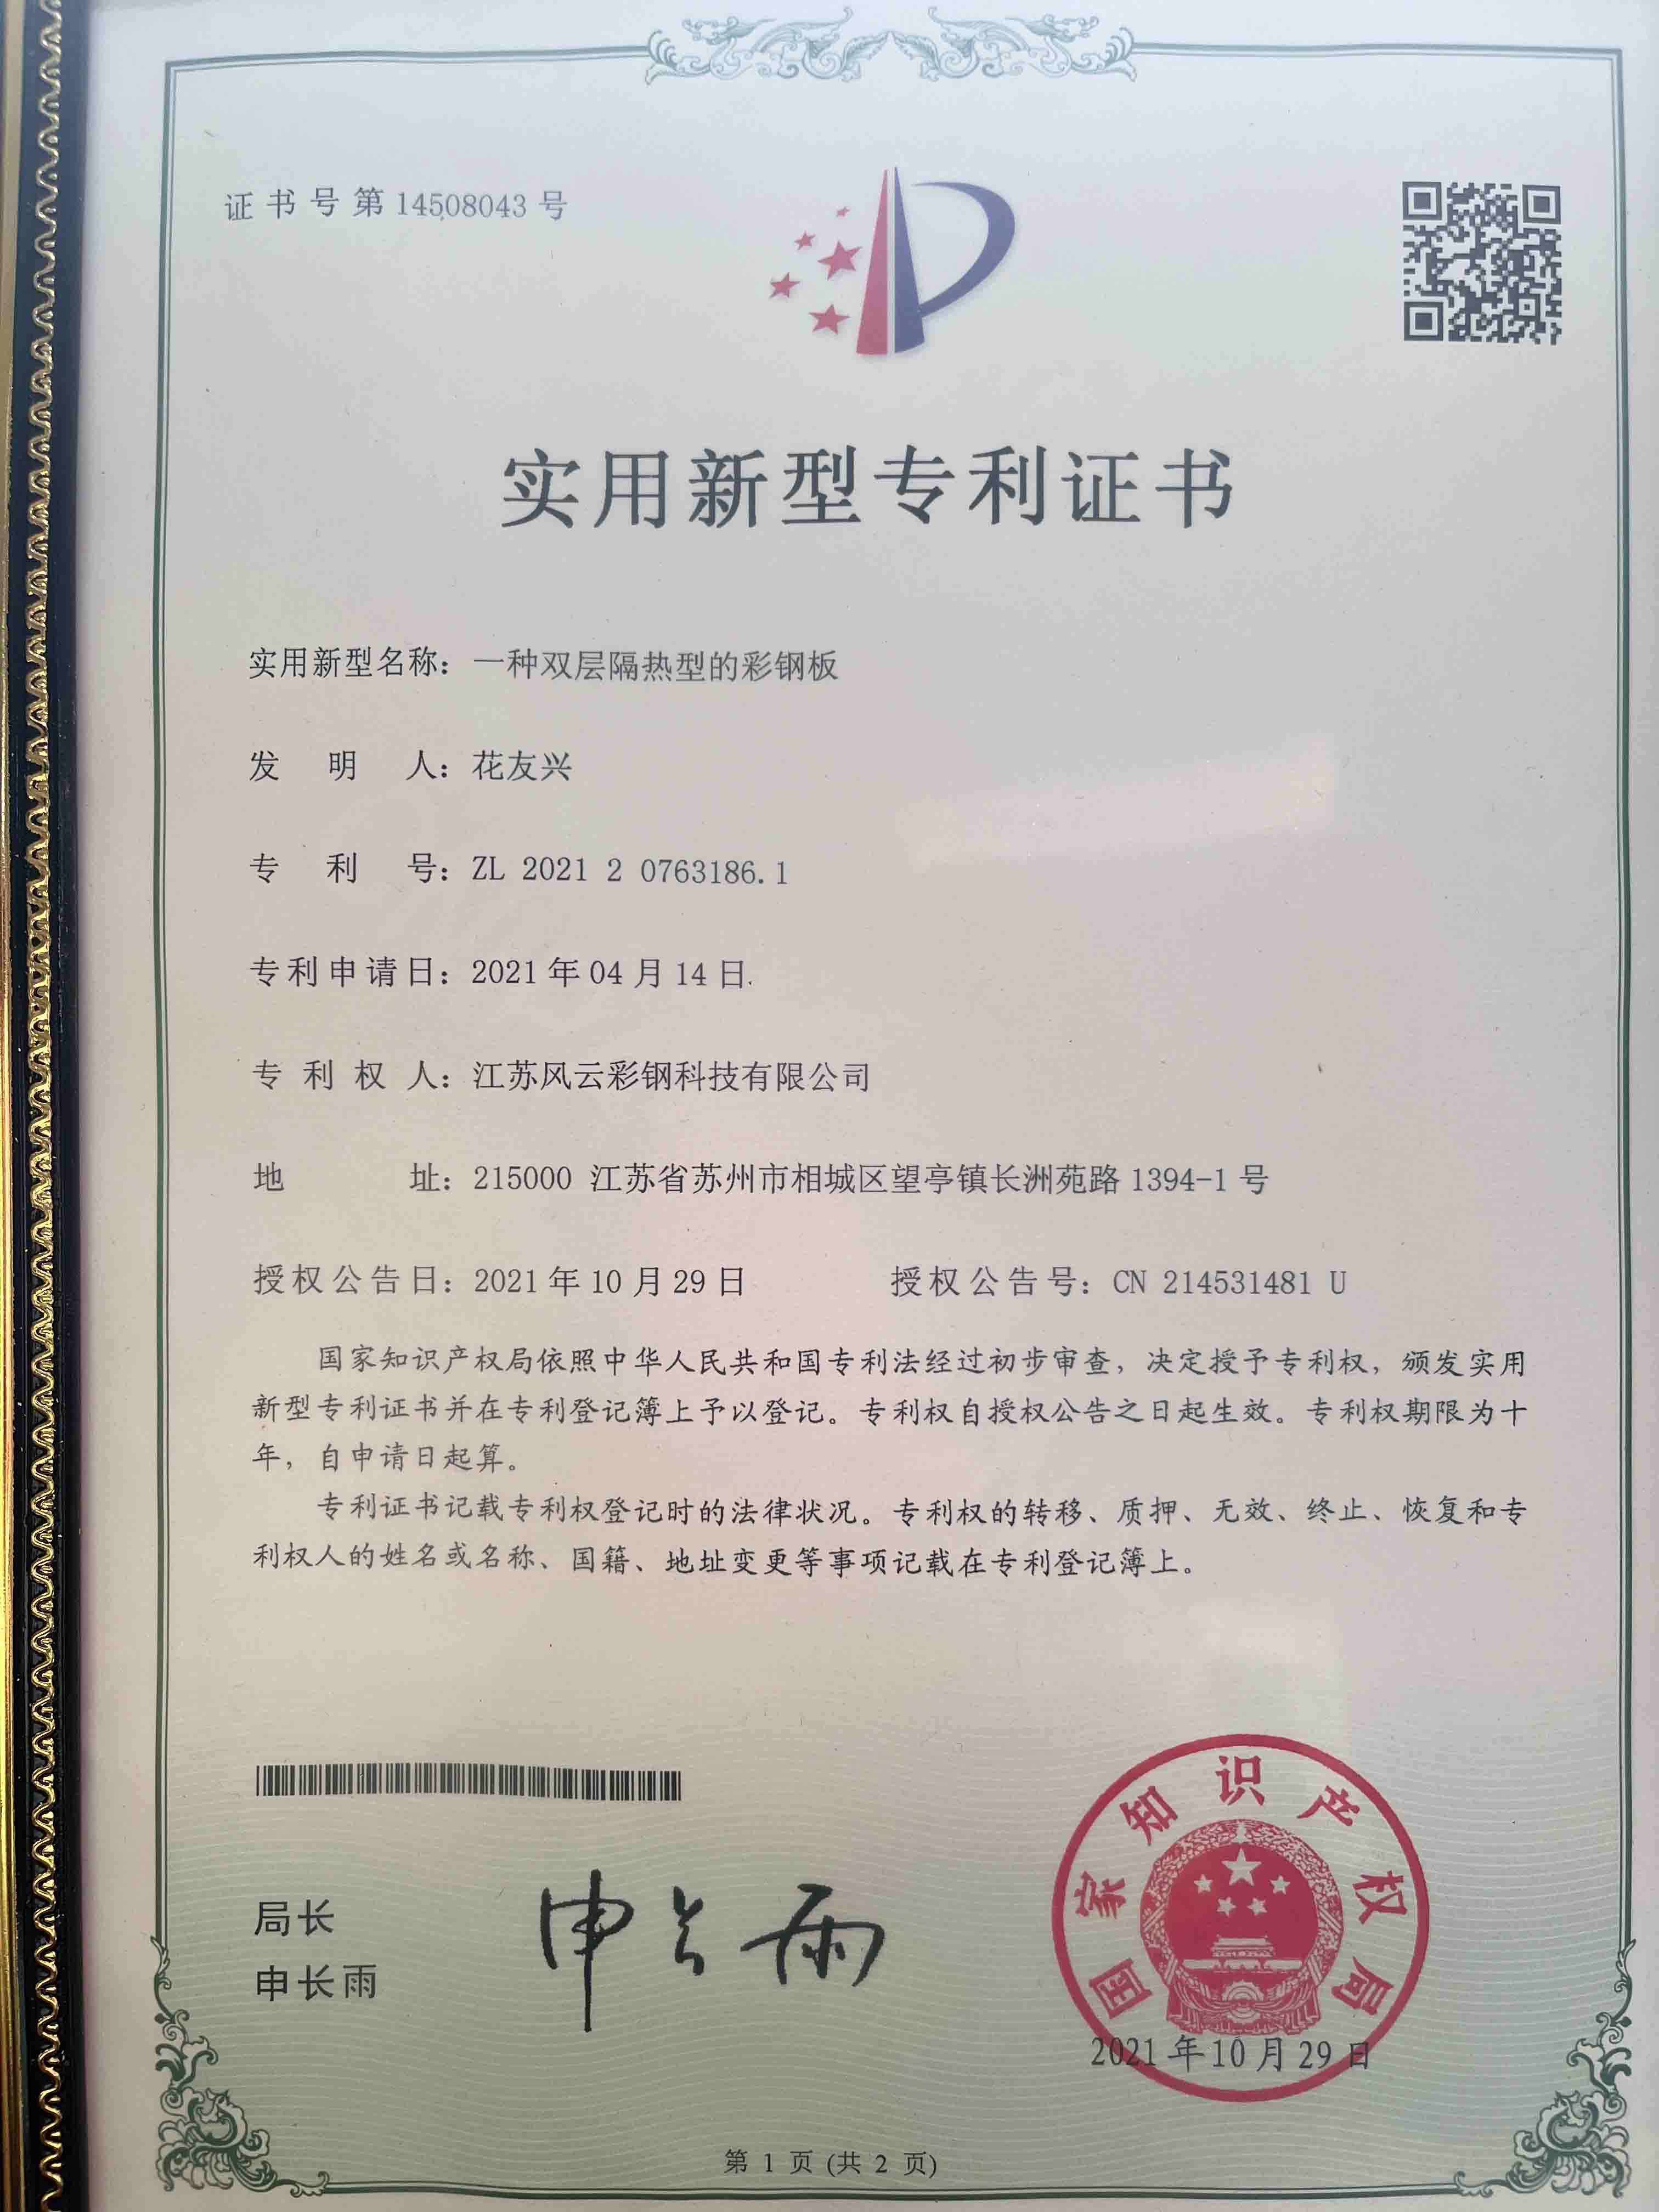 证书号第14508043号
实用新型专利证书
实用新型名称：一种双层隔热型的彩钢板
发明人：花友兴
专利号：ZL 2021 2 0763186.1
专利申请日：2021年04月14日
专利权人：江苏风云彩钢科技有限公司
地址：215000 江苏省苏州市相城区望亭镇长洲苑路1394-1号
授权公告日：2021年10月29日 授权公告号：CN 214531481 U
国家知识产权局依照中华人民共和国专利法经过初步审查，决定授予专利权，颁发实用
新型专利证书并在专利登记簿上予以登记。专利权自授权公告之日起生效。专利权期限为十
年，自申请日起算。
专利证书记载专利权登记时的法律状况。专利权的转移、质押、无效、终止、恢复和专
利权人的姓名或名称、国籍、地址变更等事项记载在专利登记簿上。
局长
申长雨
申长雨
国家知识产权局
2021年10月29日
第 1 页 (共 2 页)